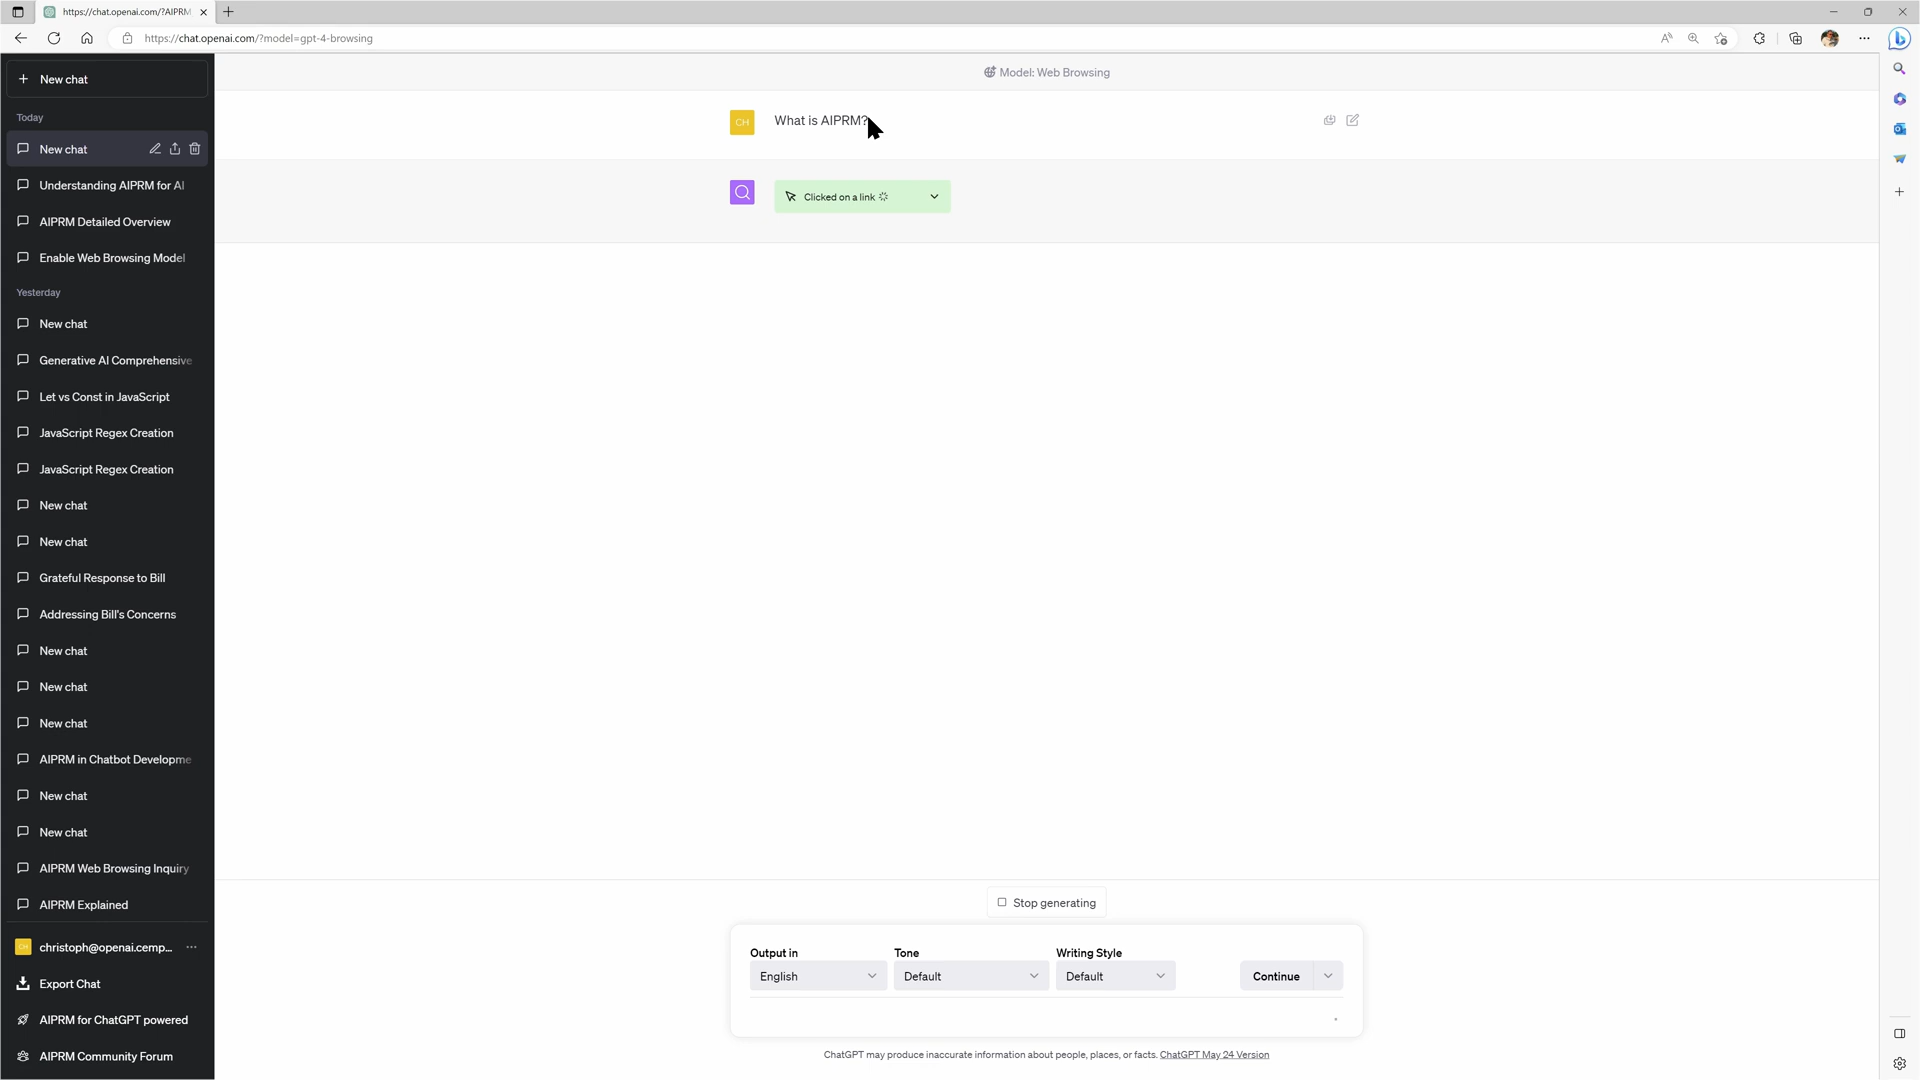 https://chat.openai.com/?AIPRM
https://chat.openai.com/?model=gpt-4-browsing
New chat
Today
New chat
Understanding AIPRM for AI
AIPRM Detailed Overview
Enable Web Browsing Model
Yesterday
New chat
Generative AI Comprehensive
Let vs Const in JavaScript
JavaScript Regex Creation
JavaScript Regex Creation
New chat
New chat
Grateful Response to Bill
Addressing Bill's Concerns
New chat
New chat
New chat
AIPRM in Chatbot Developme
New chat
New chat
AIPRM Web Browsing Inquiry
AIPRM Explained
CH christoph@openai.cemp...
Export Chat
AIPRM for ChatGPT powered
AIPRM Community Forum
Model: Web Browsing
CH What is AIPRM?
Clicked on a link
Stop generating
Output in Tone Writing Style
English Default Default Continue
ChatGPT may produce inaccurate information about people, places, or facts. ChatGPT May 24 Version